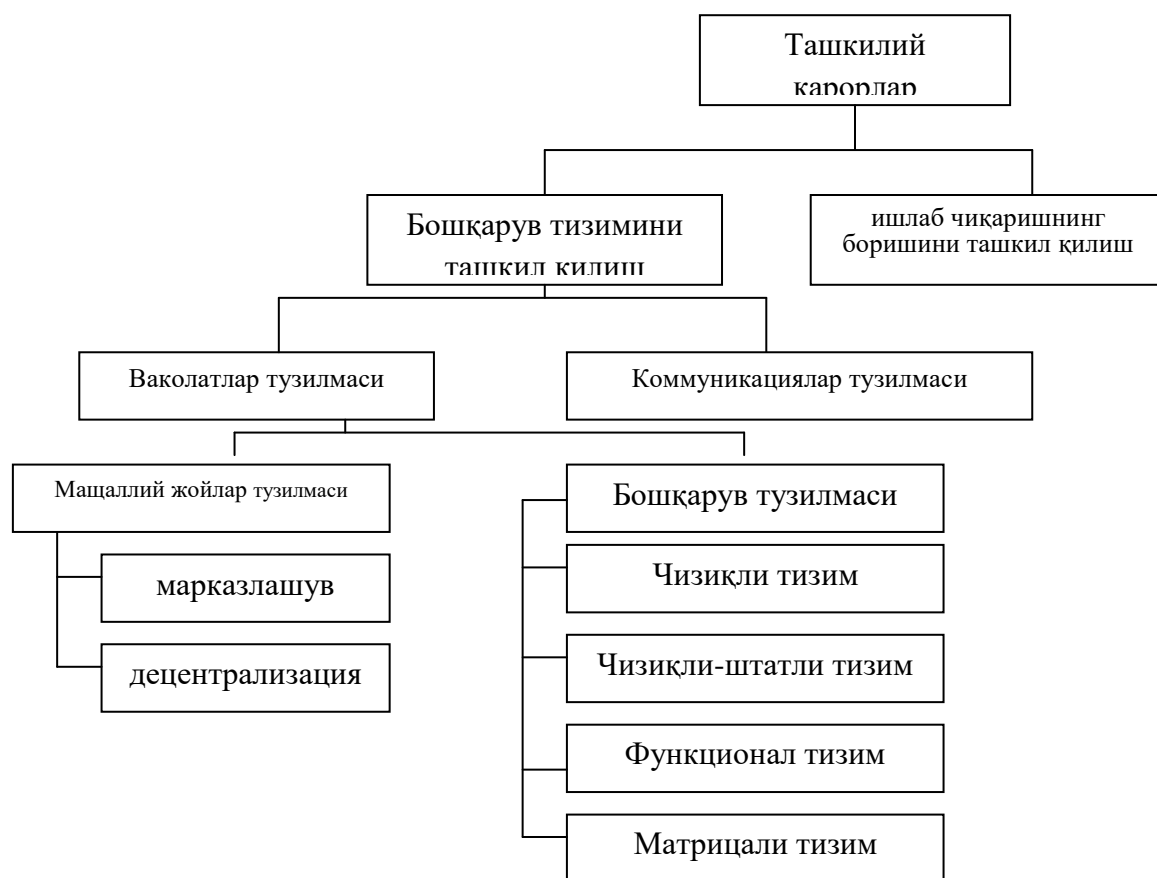 Ташкилий
қарорлар
Бошқарув тизимини
ташкил қилиш
ишлаб чиқаришнинг
боришини ташкил қилиш
Ваколатлар тузилмаси
Коммуникациялар тузилмаси
Мащаллий жойлар тузилмаси
Бошқарув тузилмаси
марказлашув
Чизиқли тизим
децентрализация
Чизиқли-штатли тизим
Функционал тизим
Матрицали тизим